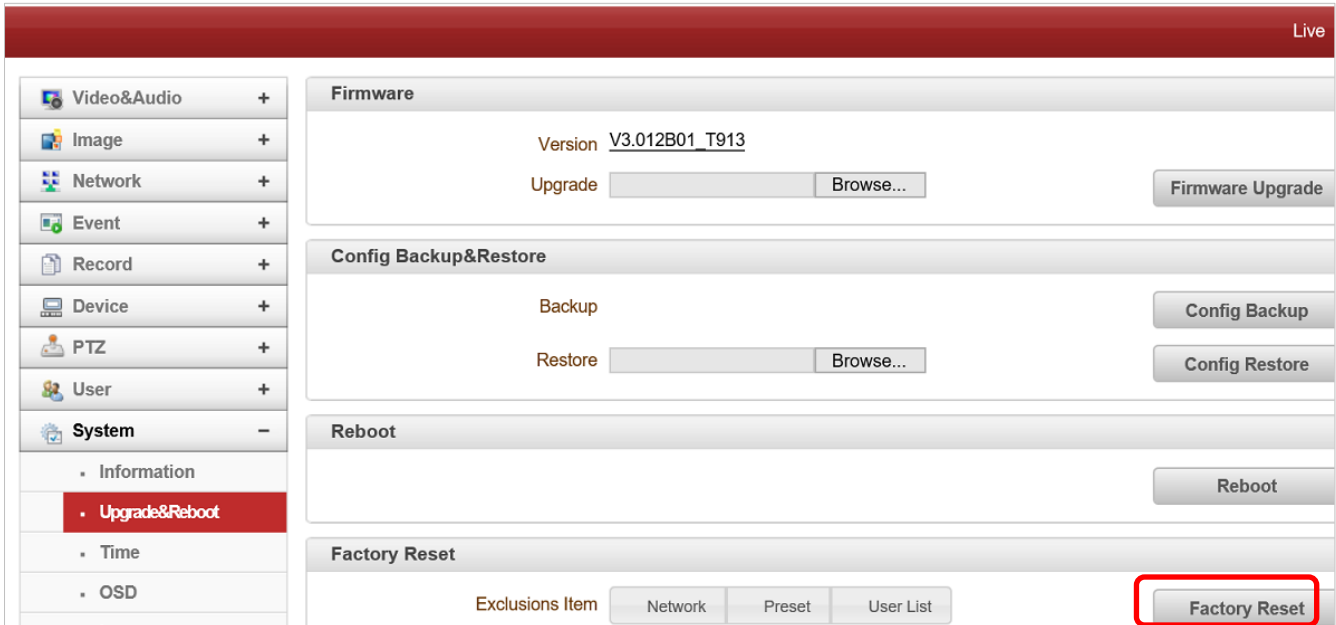 Live
Video&Audio +
Image +
Network +
Event +
Record +
Device +
PTZ +
User +
System −
Information
Upgrade&Reboot
Time
OSD
Firmware
Version V3.012B01_T913
Upgrade Browse... Firmware Upgrade
Config Backup&Restore
Backup Config Backup
Restore Browse... Config Restore
Reboot
Reboot
Factory Reset
Exclusions Item Network Preset User List Factory Reset